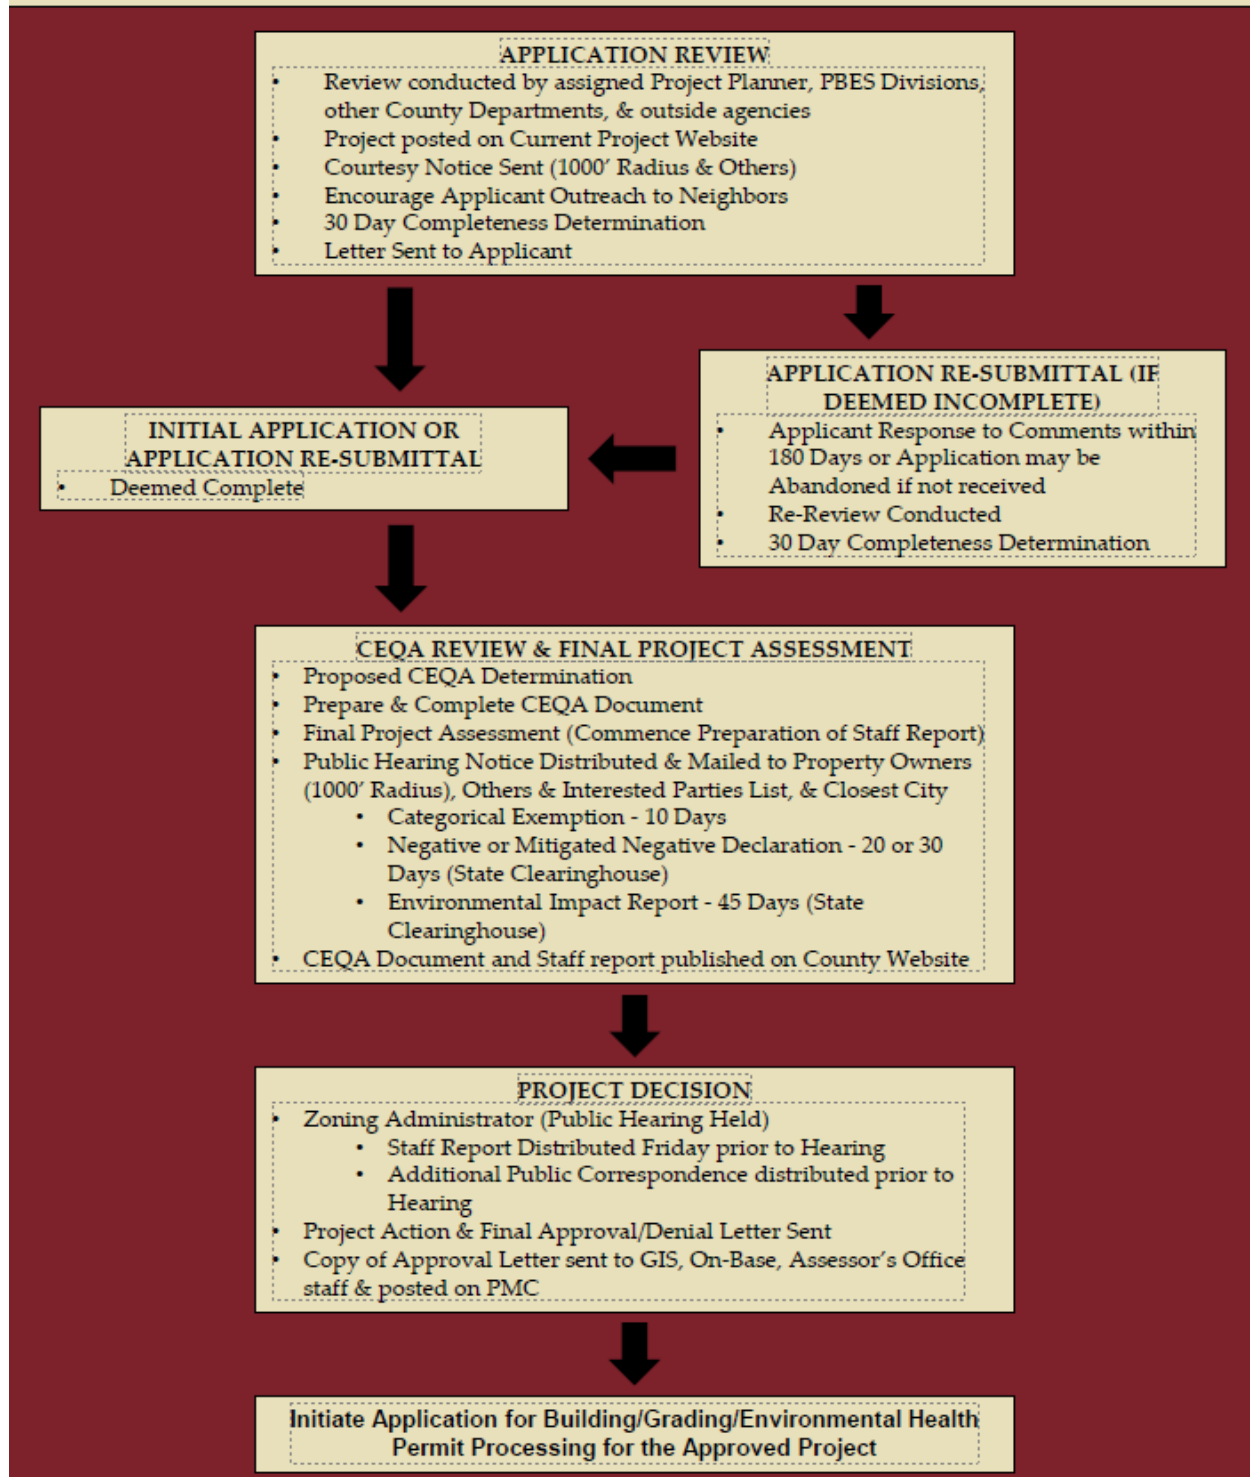 APPLICATION REVIEW
• Review conducted by assigned Project Planner, PBES Divisions,
other County Departments, & outside agencies
• Project posted on Current Project Website
• Courtesy Notice Sent (1000’ Radius & Others)
• Encourage Applicant Outreach to Neighbors
• 30 Day Completeness Determination
• Letter Sent to Applicant
APPLICATION RE-SUBMITTAL (IF
DEEMED INCOMPLETE)
• Applicant Response to Comments within
180 Days or Application may be
Abandoned if not received
• Re-Review Conducted
• 30 Day Completeness Determination
INITIAL APPLICATION OR
APPLICATION RE-SUBMITTAL
• Deemed Complete
CEQA REVIEW & FINAL PROJECT ASSESSMENT
• Proposed CEQA Determination
• Prepare & Complete CEQA Document
• Final Project Assessment (Commence Preparation of Staff Report)
• Public Hearing Notice Distributed & Mailed to Property Owners
(1000’ Radius), Others & Interested Parties List, & Closest City
• Categorical Exemption - 10 Days
• Negative or Mitigated Negative Declaration - 20 or 30
Days (State Clearinghouse)
• Environmental Impact Report - 45 Days (State
Clearinghouse)
• CEQA Document and Staff report published on County Website
PROJECT DECISION
• Zoning Administrator (Public Hearing Held)
• Staff Report Distributed Friday prior to Hearing
• Additional Public Correspondence distributed prior to
Hearing
• Project Action & Final Approval/Denial Letter Sent
• Copy of Approval Letter sent to GIS, On-Base, Assessor’s Office
staff & posted on PMC
Initiate Application for Building/Grading/Environmental Health
Permit Processing for the Approved Project